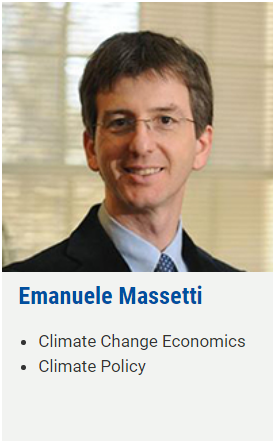 Emanuele Massetti
Climate Change Economics
Climate Policy